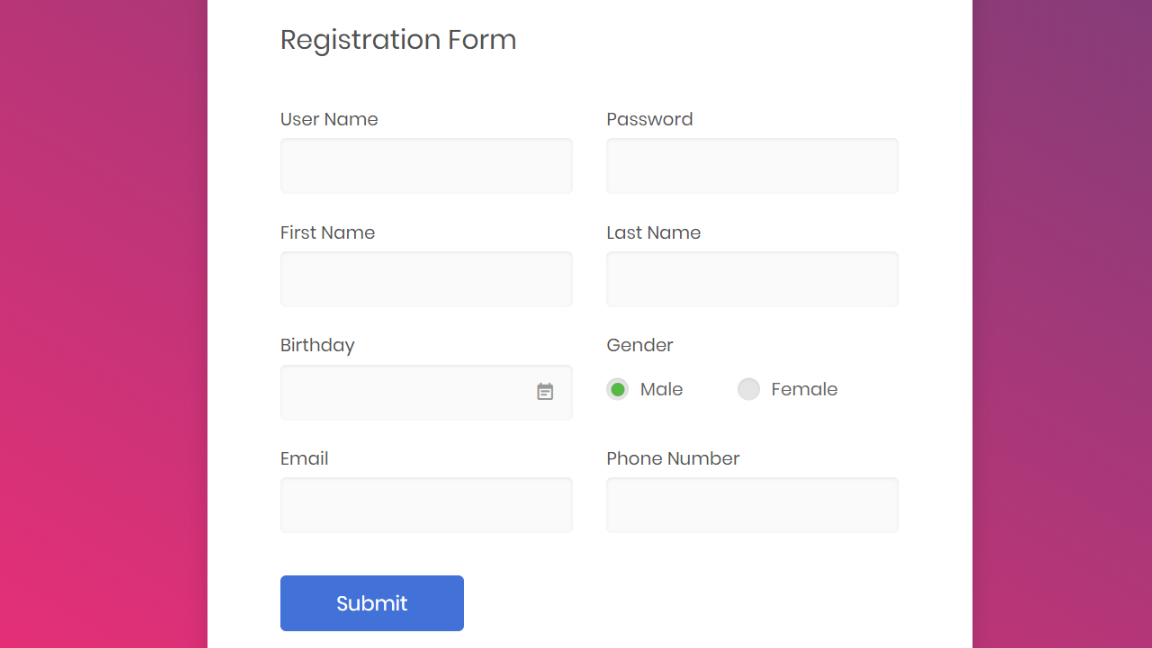 Registration Form
User Name
Password
First Name
Last Name
Birthday
Gender
Male
Female
Email
Phone Number
Submit